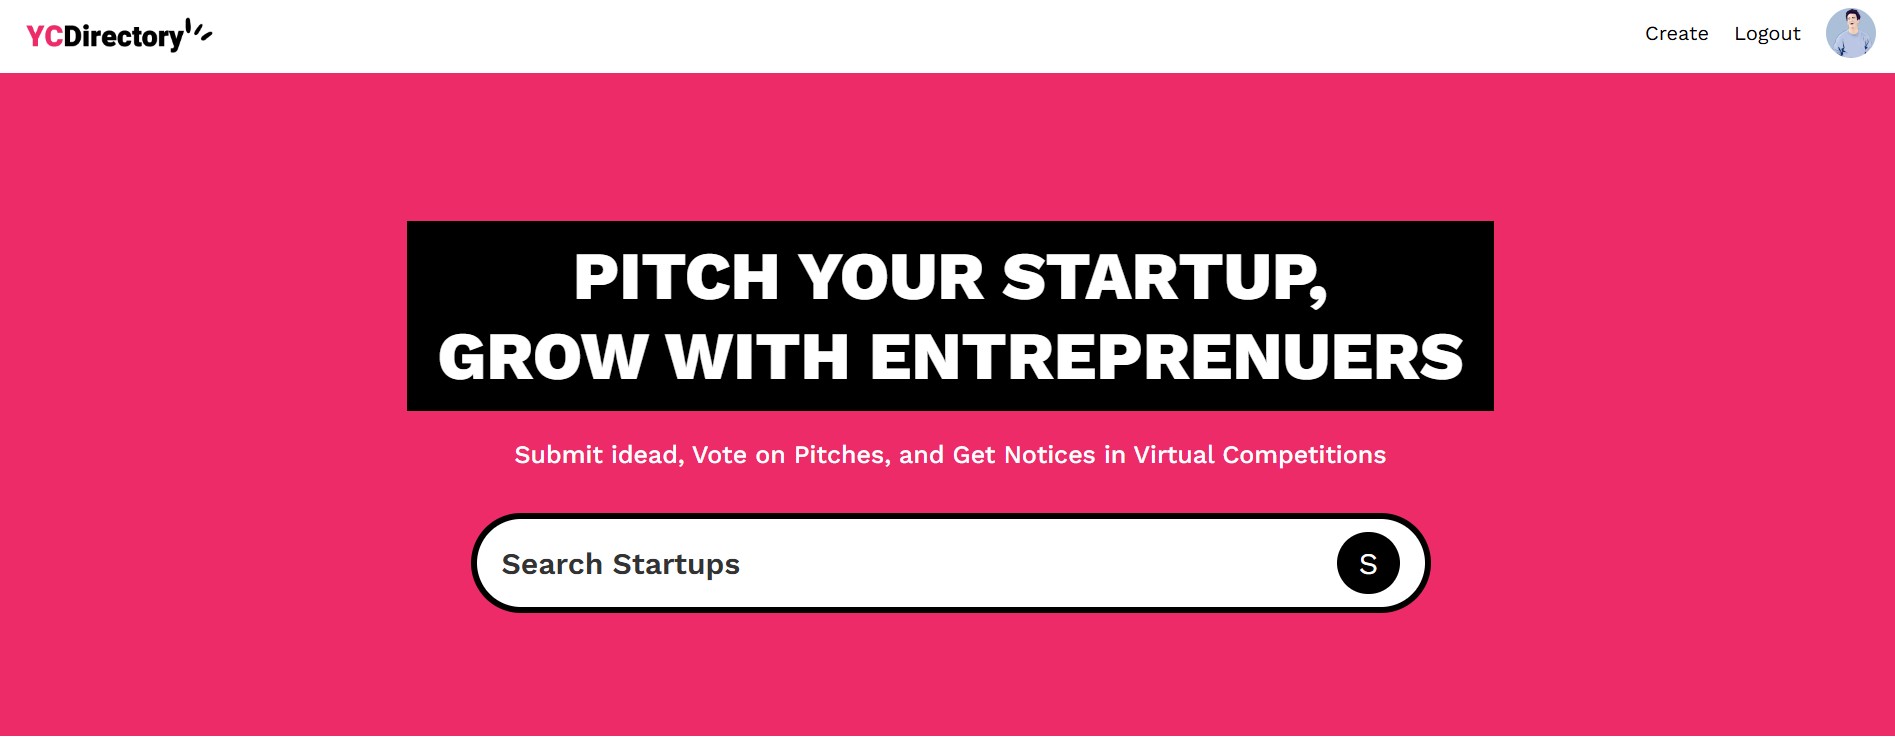 YCDirectory
Create Logout
PITCH YOUR STARTUP,
GROW WITH ENTREPRENUERS
Submit idead, Vote on Pitches, and Get Notices in Virtual Competitions
Search Startups S